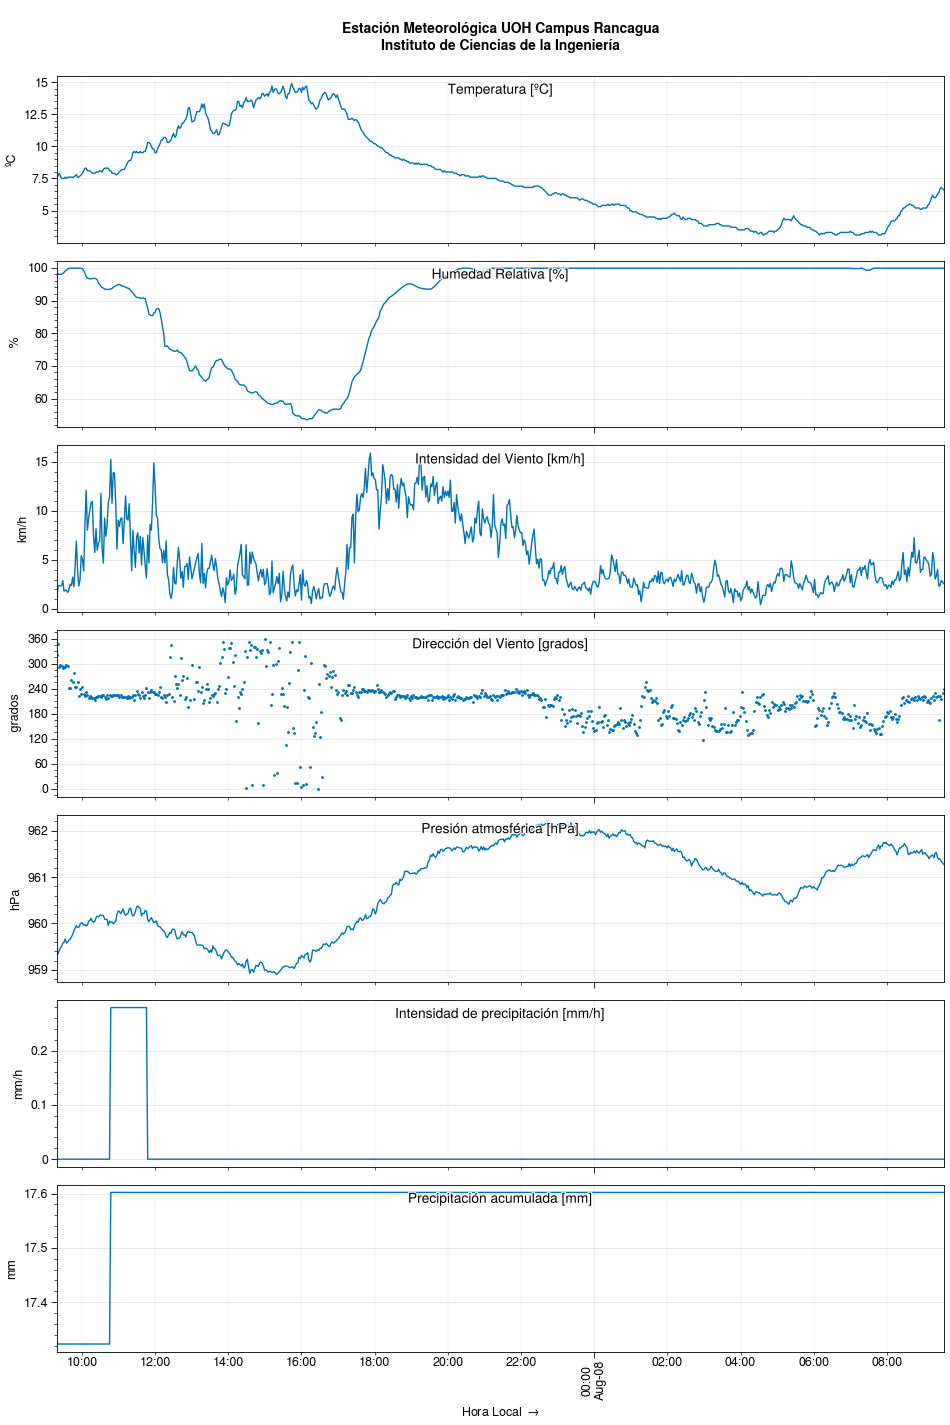 Estación Meteorológica UOH Campus Rancagua
Instituto de Ciencias de la Ingeniería
Temperatura [ºC]
ºC
15
12.5
10
7.5
5
Humedad Relativa [%]
%
100
90
80
70
60
Intensidad del Viento [km/h]
km/h
15
10
5
0
Dirección del Viento [grados]
grados
360
300
240
180
120
60
0
Presión atmosférica [hPa]
hPa
962
961
960
959
Intensidad de precipitación [mm/h]
mm/h
0.2
0.1
0
Precipitación acumulada [mm]
mm
17.6
17.5
17.4
10:00 12:00 14:00 16:00 18:00 20:00 22:00 00:00 02:00 04:00 06:00 08:00
Aug-08
Hora Local →